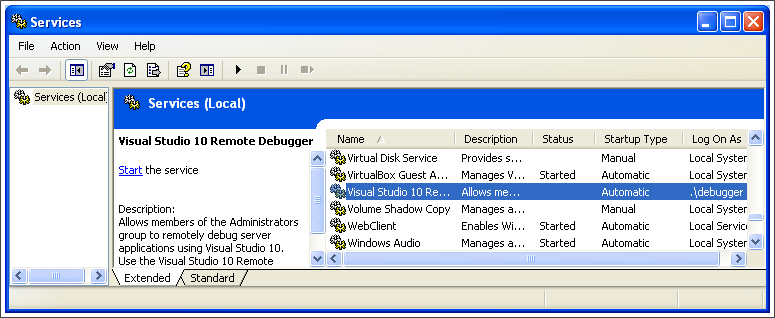 Services
File Action View Help
Services (Local
Services (Local)
Visual Studio 10 Remote Debugger
Start the service
Description:
Allows members of the Administrators
group to remotely debug server
applications using Visual Studio 10.
Use the Visual Studio 10 Remote
Name Description Status Startup Type Log On As
Virtual Disk Service Provides s... Manual Local System
VirtualBox Guest A... Manages V... Started Automatic Local System
Visual Studio 10 Re... Allows me... Automatic .\debugger
Volume Shadow Copy Manages a... Manual Local System
WebClient Enables Wi... Started Automatic Local Service
Windows Audio Manages a... Started Automatic Local System
Extended Standard